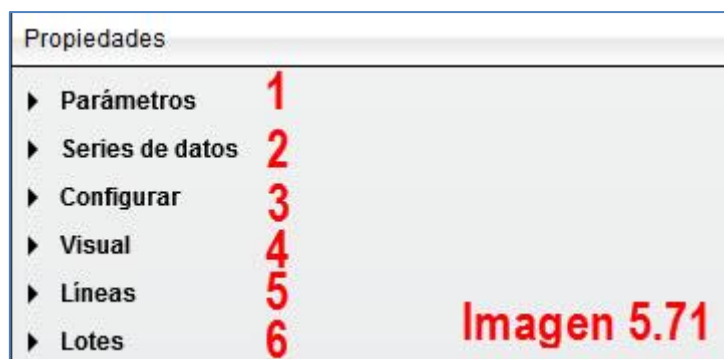 Propiedades
Parámetros 1
Series de datos 2
Configurar 3
Visual 4
Líneas 5
Lotes 6
Imagen 5.71